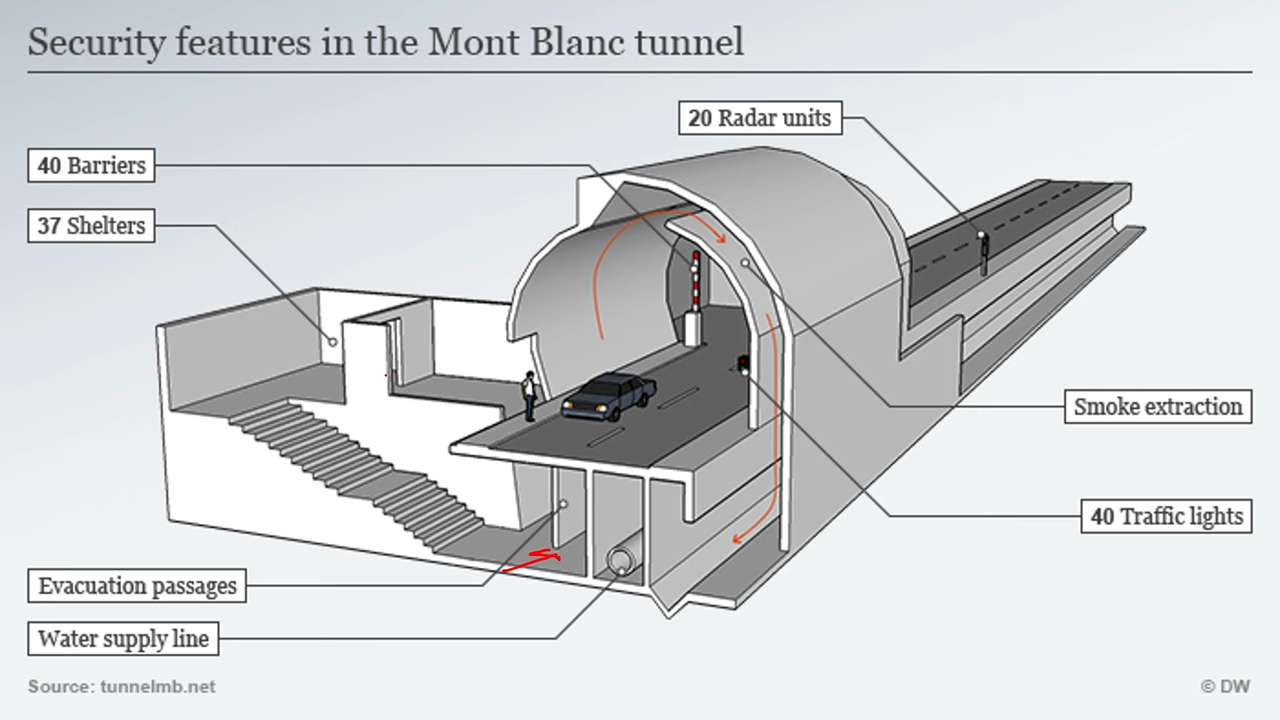 Security features in the Mont Blanc tunnel
20 Radar units
40 Barriers
37 Shelters
Smoke extraction
40 Traffic lights
Evacuation passages
Water supply line
Source: tunnelmb.net
© DW